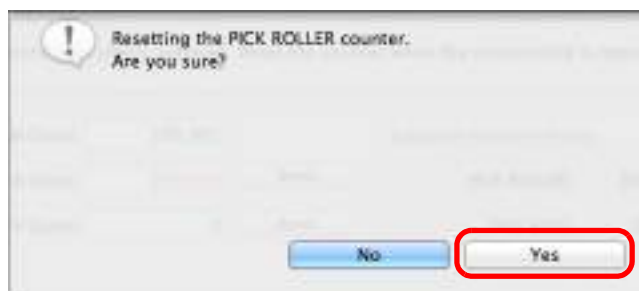 Resetting the PICK ROLLER counter.
Are you sure?
No
Yes